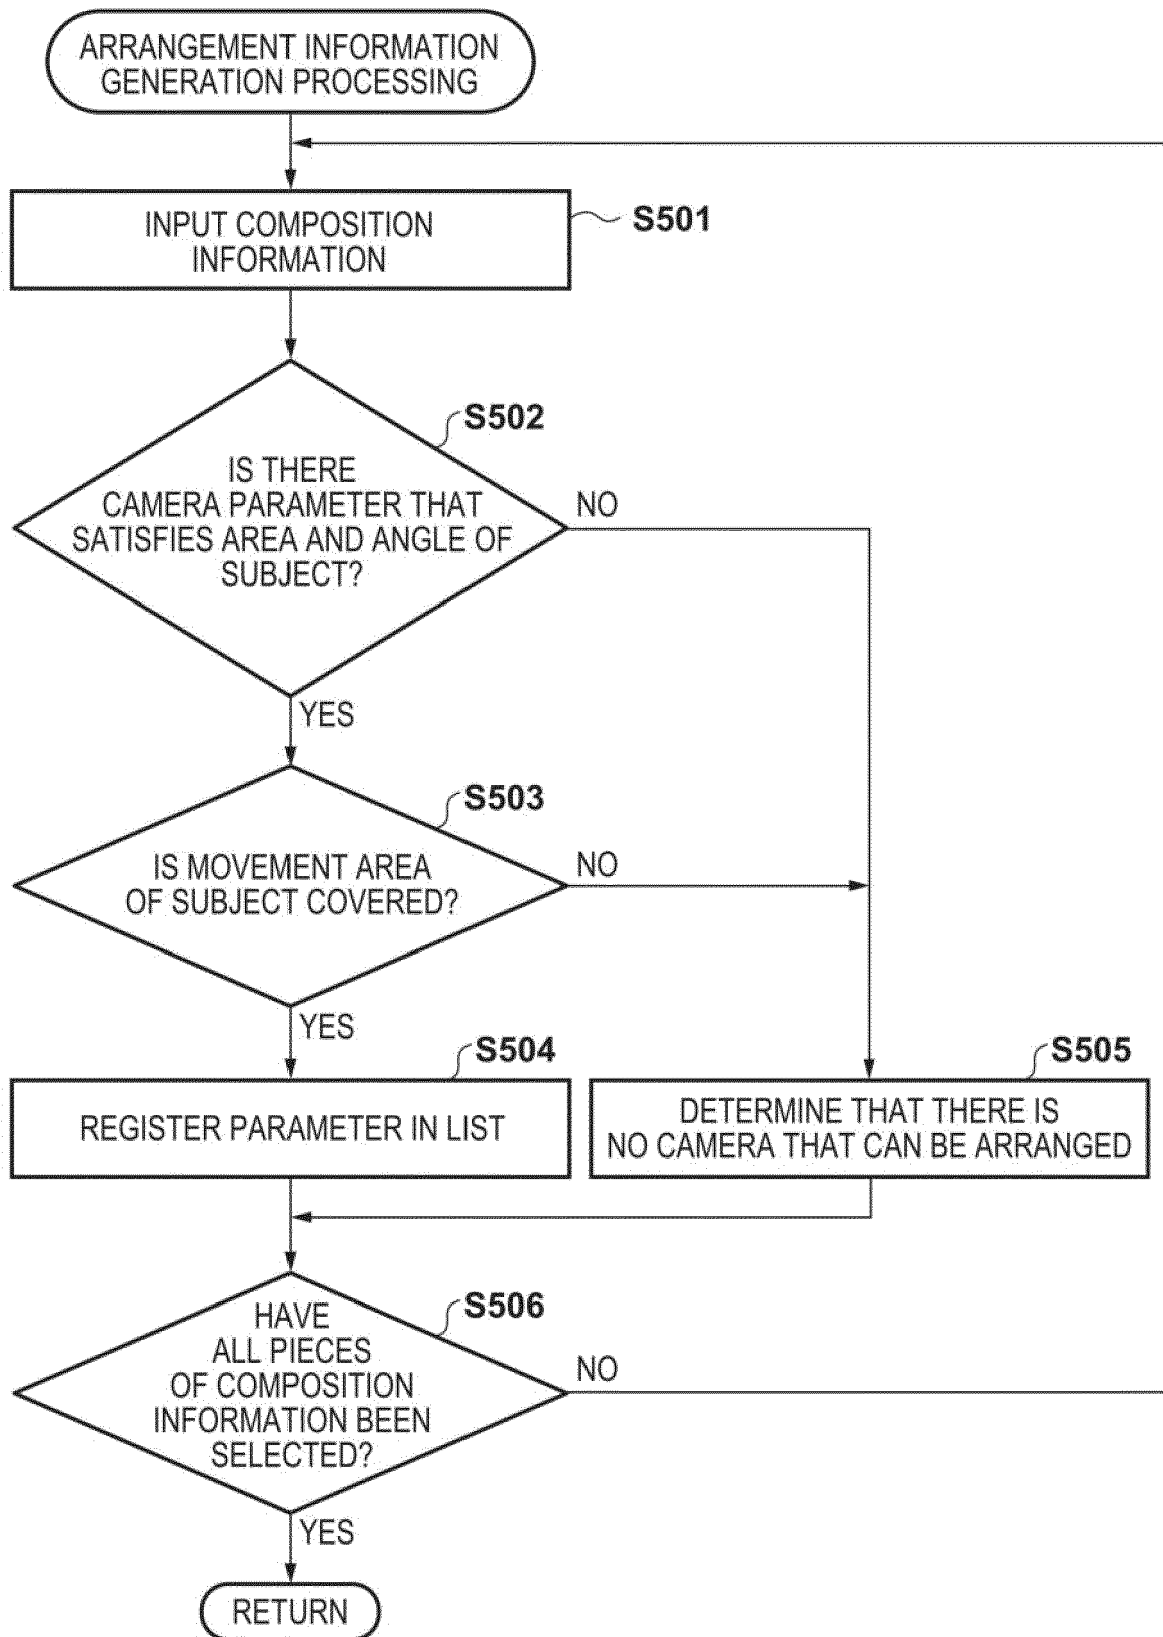 ARRANGEMENT INFORMATION
GENERATION PROCESSING
INPUT COMPOSITION
INFORMATION
S501
S502
IS THERE
CAMERA PARAMETER THAT
SATISFIES AREA AND ANGLE OF
SUBJECT?
NO
YES
S503
IS MOVEMENT AREA
OF SUBJECT COVERED?
NO
YES
S504
REGISTER PARAMETER IN LIST
S505
DETERMINE THAT THERE IS
NO CAMERA THAT CAN BE ARRANGED
S506
HAVE
ALL PIECES
OF COMPOSITION
INFORMATION BEEN
SELECTED?
NO
YES
RETURN